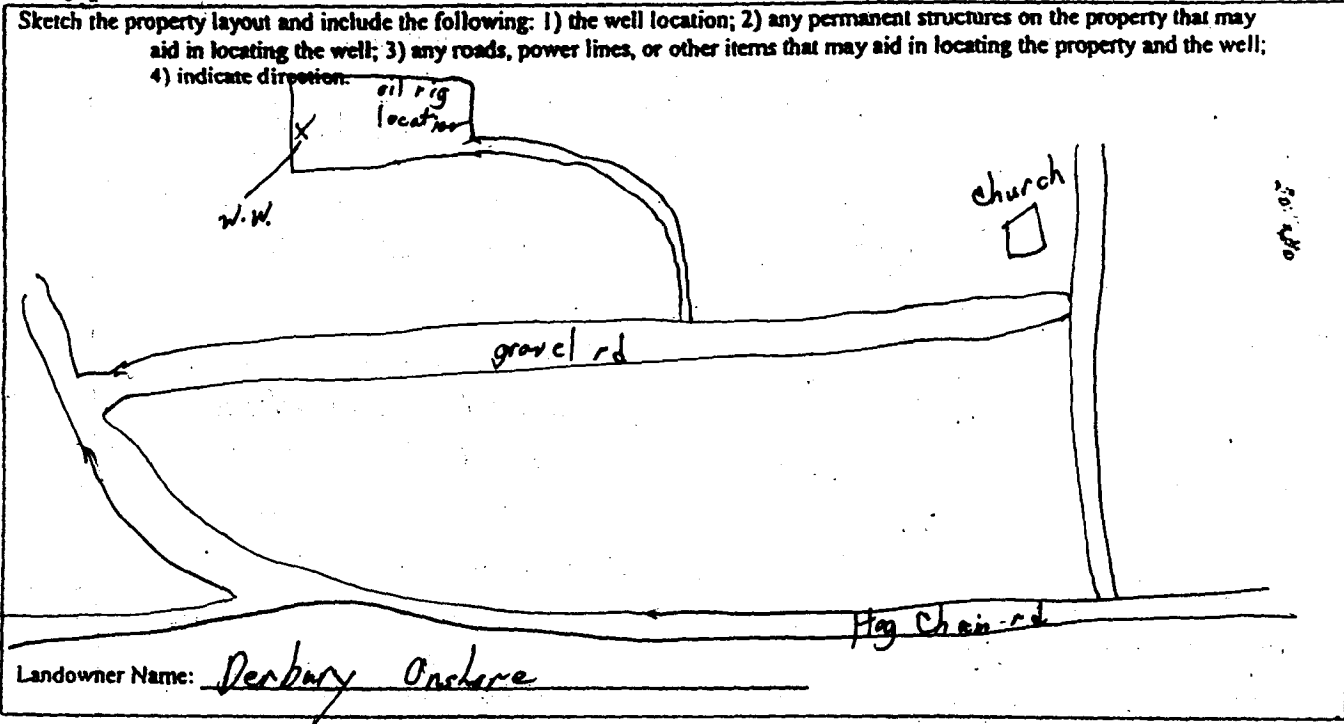 Sketch the property layout and include the following: 1) the well location; 2) any permanent structures on the property that may
aid in locating the well; 3) any roads, power lines, or other items that may aid in locating the property and the well;
4) indicate direction.
oil rig
location
W.W.
church
gravel rd
Hog Chain rd
Landowner Name: Denbury Onshore